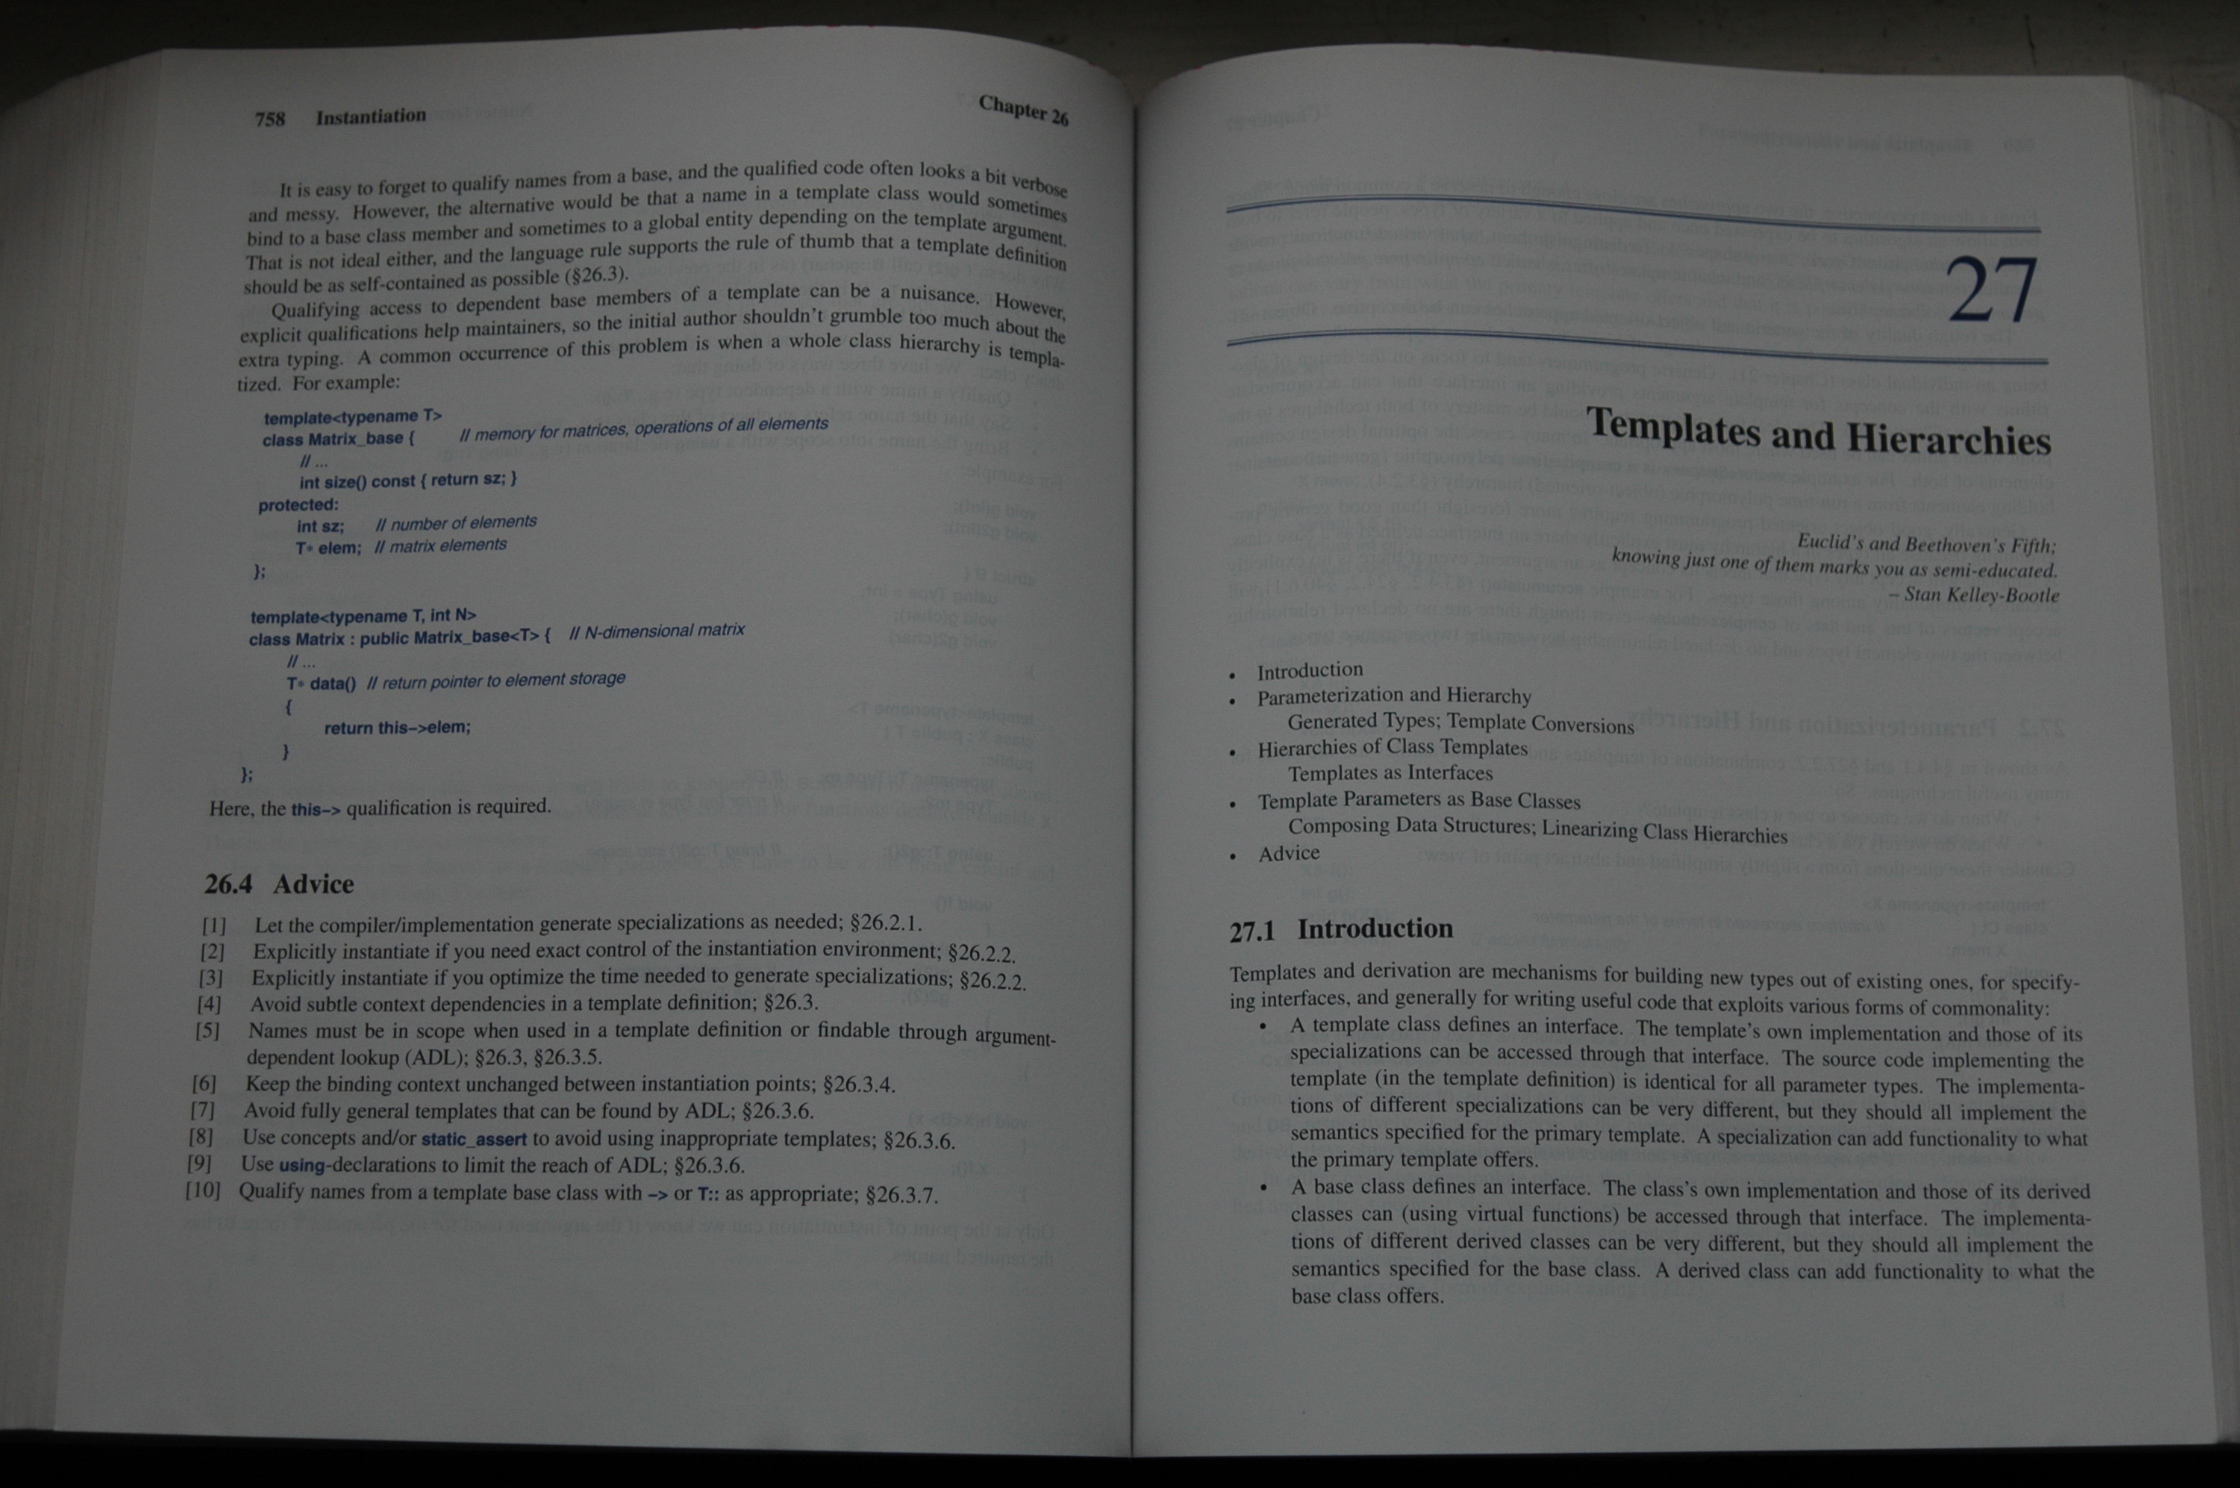 758 Instantiation Chapter 26
It is easy to forget to qualify names from a base, and the qualified code often looks a bit verbose
and messy. However, the alternative would be that a name in a template class would sometimes
bind to a base class member and sometimes to a global entity depending on the template argument.
That is not ideal either, and the language rule supports the rule of thumb that a template definition
should be as self-contained as possible (§26.3).
Qualifying access to dependent base members of a template can be a nuisance. However,
explicit qualifications help maintainers, so the initial author shouldn't grumble too much about the
extra typing. A common occurrence of this problem is when a whole class hierarchy is templa-
tized. For example:
template<typename T>
class Matrix_base { // memory for matrices, operations of all elements
// ...
int size() const { return sz; }
protected:
int sz; // number of elements
T* elem; // matrix elements
};
template<typename T, int N>
class Matrix : public Matrix_base<T> { // N-dimensional matrix
// ...
T* data() // return pointer to element storage
{
return this->elem;
}
};
Here, the this-> qualification is required.
26.4 Advice
[1] Let the compiler/implementation generate specializations as needed; §26.2.1.
[2] Explicitly instantiate if you need exact control of the instantiation environment; §26.2.2.
[3] Explicitly instantiate if you optimize the time needed to generate specializations; §26.2.2.
[4] Avoid subtle context dependencies in a template definition; §26.3.
[5] Names must be in scope when used in a template definition or findable through argument-
dependent lookup (ADL); §26.3, §26.3.5.
[6] Keep the binding context unchanged between instantiation points; §26.3.4.
[7] Avoid fully general templates that can be found by ADL; §26.3.6.
[8] Use concepts and/or static_assert to avoid using inappropriate templates; §26.3.6.
[9] Use using-declarations to limit the reach of ADL; §26.3.6.
[10] Qualify names from a template base class with -> or T:: as appropriate; §26.3.7.
27
Templates and Hierarchies
Euclid's and Beethoven's Fifth;
knowing just one of them marks you as semi-educated.
– Stan Kelley-Bootle
• Introduction
• Parameterization and Hierarchy
Generated Types; Template Conversions
• Hierarchies of Class Templates
Templates as Interfaces
• Template Parameters as Base Classes
Composing Data Structures; Linearizing Class Hierarchies
• Advice
27.1 Introduction
Templates and derivation are mechanisms for building new types out of existing ones, for specify-
ing interfaces, and generally for writing useful code that exploits various forms of commonality:
• A template class defines an interface. The template's own implementation and those of its
specializations can be accessed through that interface. The source code implementing the
template (in the template definition) is identical for all parameter types. The implementa-
tions of different specializations can be very different, but they should all implement the
semantics specified for the primary template. A specialization can add functionality to what
the primary template offers.
• A base class defines an interface. The class's own implementation and those of its derived
classes can (using virtual functions) be accessed through that interface. The implementa-
tions of different derived classes can be very different, but they should all implement the
semantics specified for the base class. A derived class can add functionality to what the
base class offers.